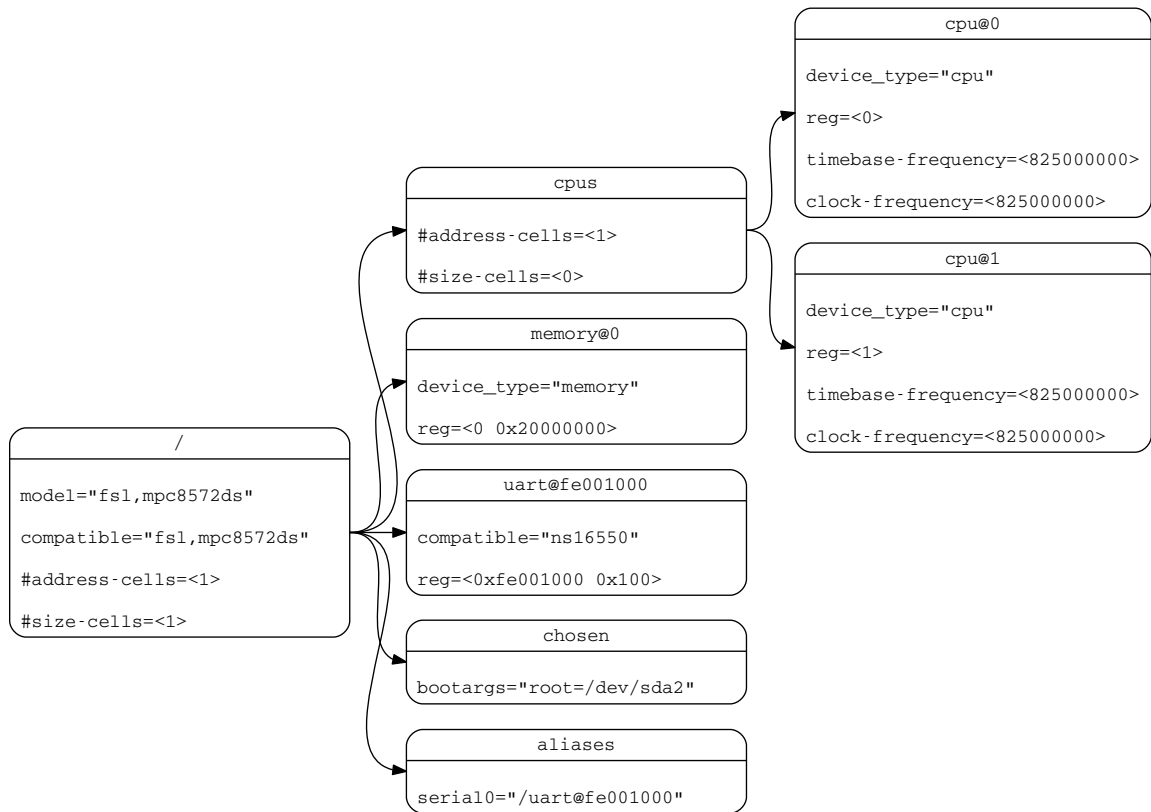 /
model="fsl,mpc8572ds"
compatible="fsl,mpc8572ds"
#address-cells=<1>
#size-cells=<1>
cpus
#address-cells=<1>
#size-cells=<0>
memory@0
device_type="memory"
reg=<0 0x20000000>
uart@fe001000
compatible="ns16550"
reg=<0xfe001000 0x100>
chosen
bootargs="root=/dev/sda2"
aliases
serial0="/uart@fe001000"
cpu@0
device_type="cpu"
reg=<0>
timebase-frequency=<825000000>
clock-frequency=<825000000>
cpu@1
device_type="cpu"
reg=<1>
timebase-frequency=<825000000>
clock-frequency=<825000000>